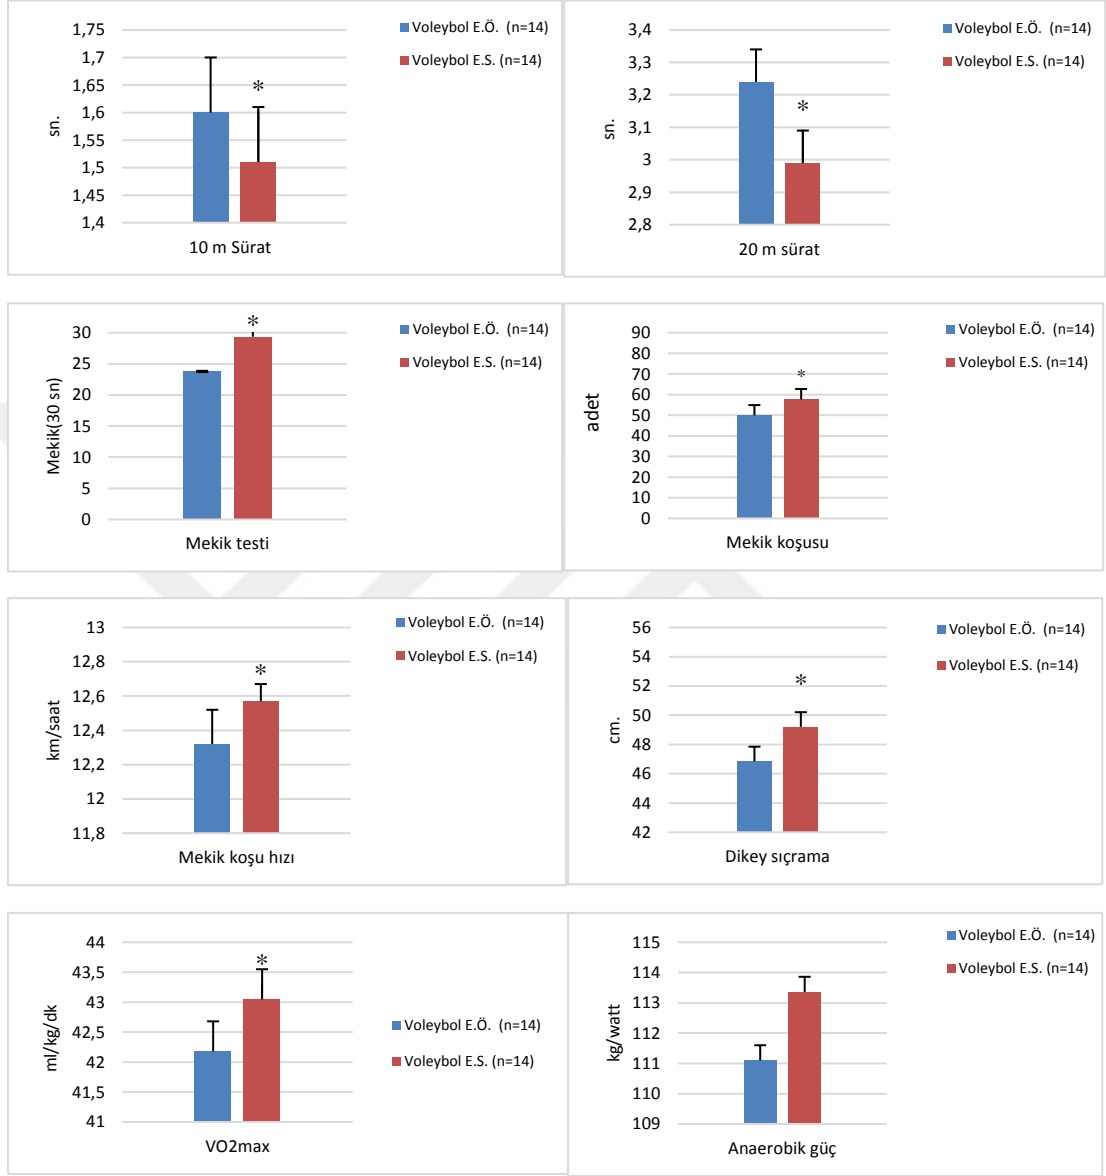 1,75
1,7
1,65
1,6
1,55
1,5
1,45
1,4
sn.
*
10 m Sürat
Voleybol E.Ö. (n=14)
Voleybol E.S. (n=14)
3,4
3,3
3,2
3,1
3
2,9
2,8
sn.
*
20 m sürat
Voleybol E.Ö. (n=14)
Voleybol E.S. (n=14)
30
25
20
15
10
5
0
Mekik(30 sn)
*
Mekik testi
Voleybol E.Ö. (n=14)
Voleybol E.S. (n=14)
90
80
70
60
50
40
30
20
10
0
adet
*
Mekik koşusu
Voleybol E.Ö. (n=14)
Voleybol E.S. (n=14)
13
12,8
12,6
12,4
12,2
12
11,8
km/saat
*
Mekik koşu hızı
Voleybol E.Ö. (n=14)
Voleybol E.S. (n=14)
56
54
52
50
48
46
44
42
cm.
*
Dikey sıçrama
Voleybol E.Ö. (n=14)
Voleybol E.S. (n=14)
44
43,5
43
42,5
42
41,5
41
ml/kg/dk
*
VO2max
Voleybol E.Ö. (n=14)
Voleybol E.S. (n=14)
115
114
113
112
111
110
109
kg/watt
Anaerobik güç
Voleybol E.Ö. (n=14)
Voleybol E.S. (n=14)